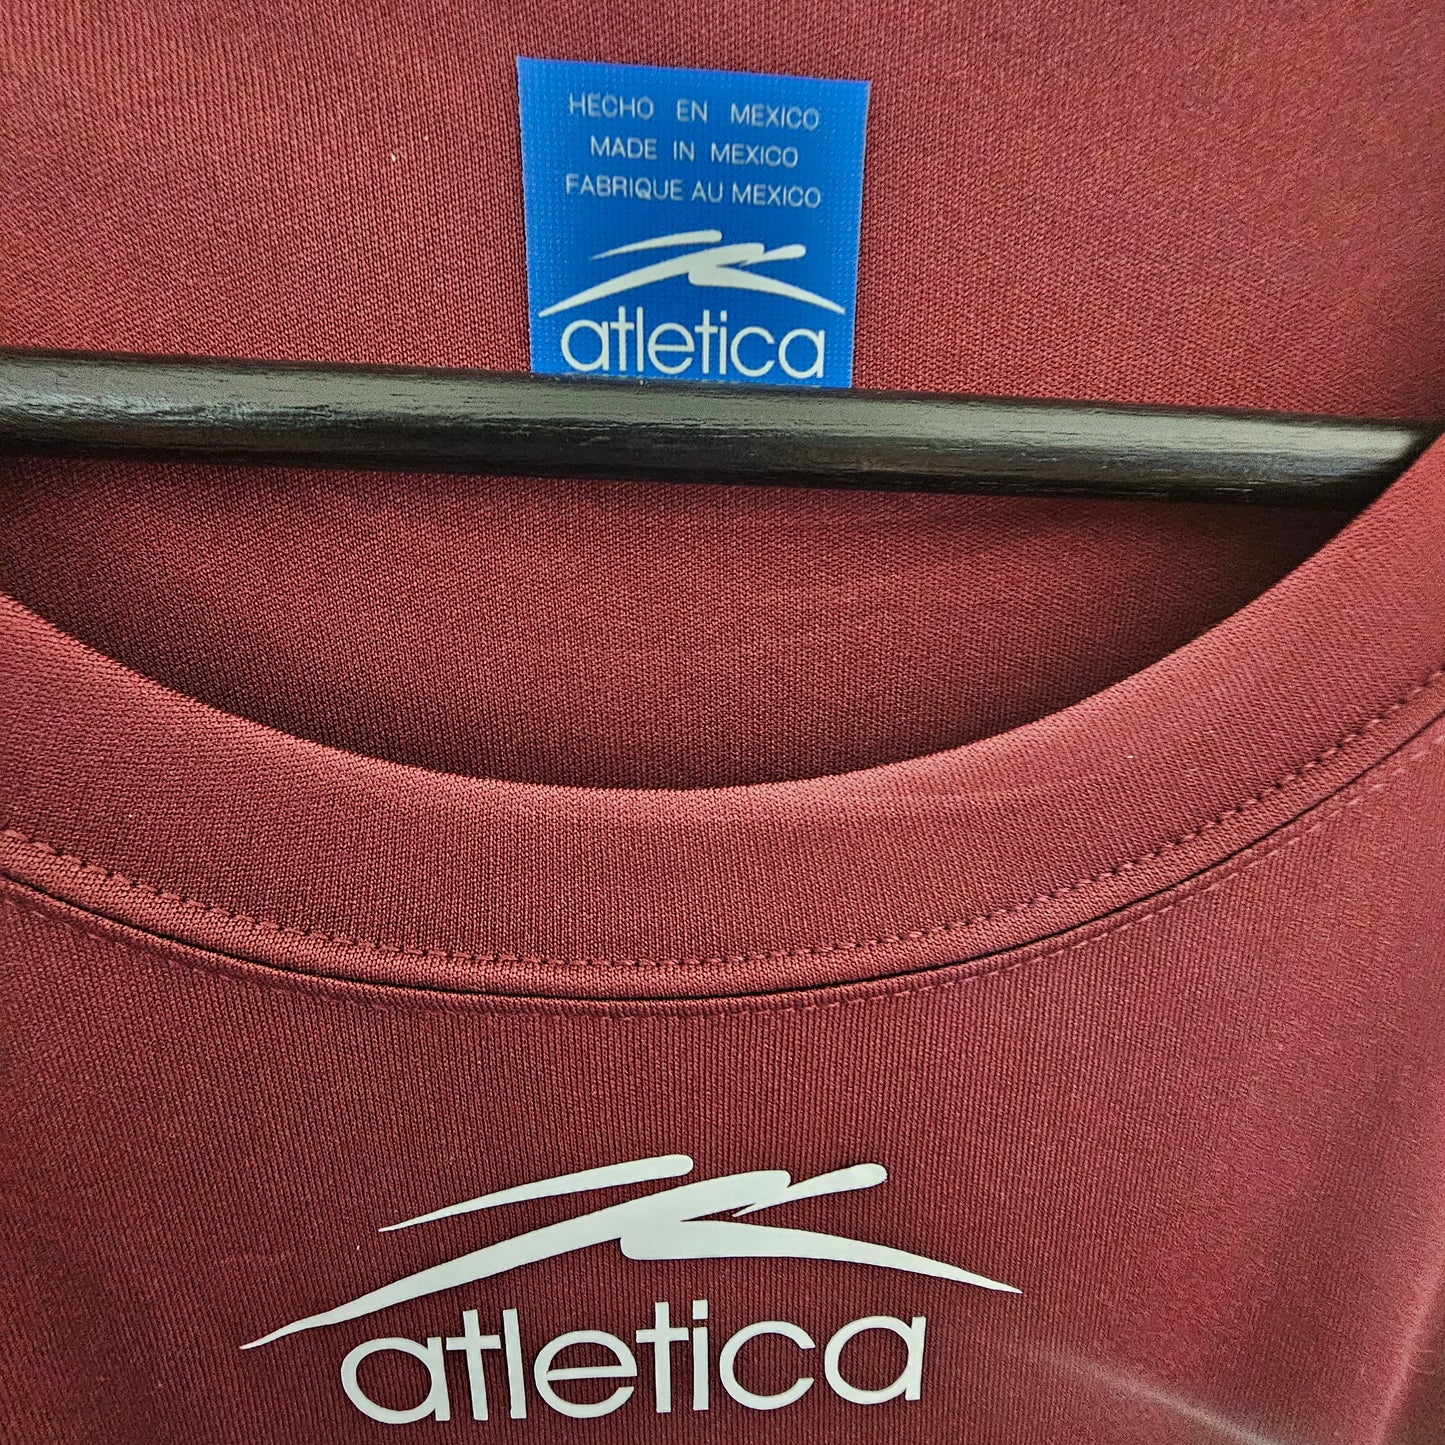 HECHO EN MEXICO
MADE IN MEXICO
FABRIQUE AU MEXICO
atletica
atletica